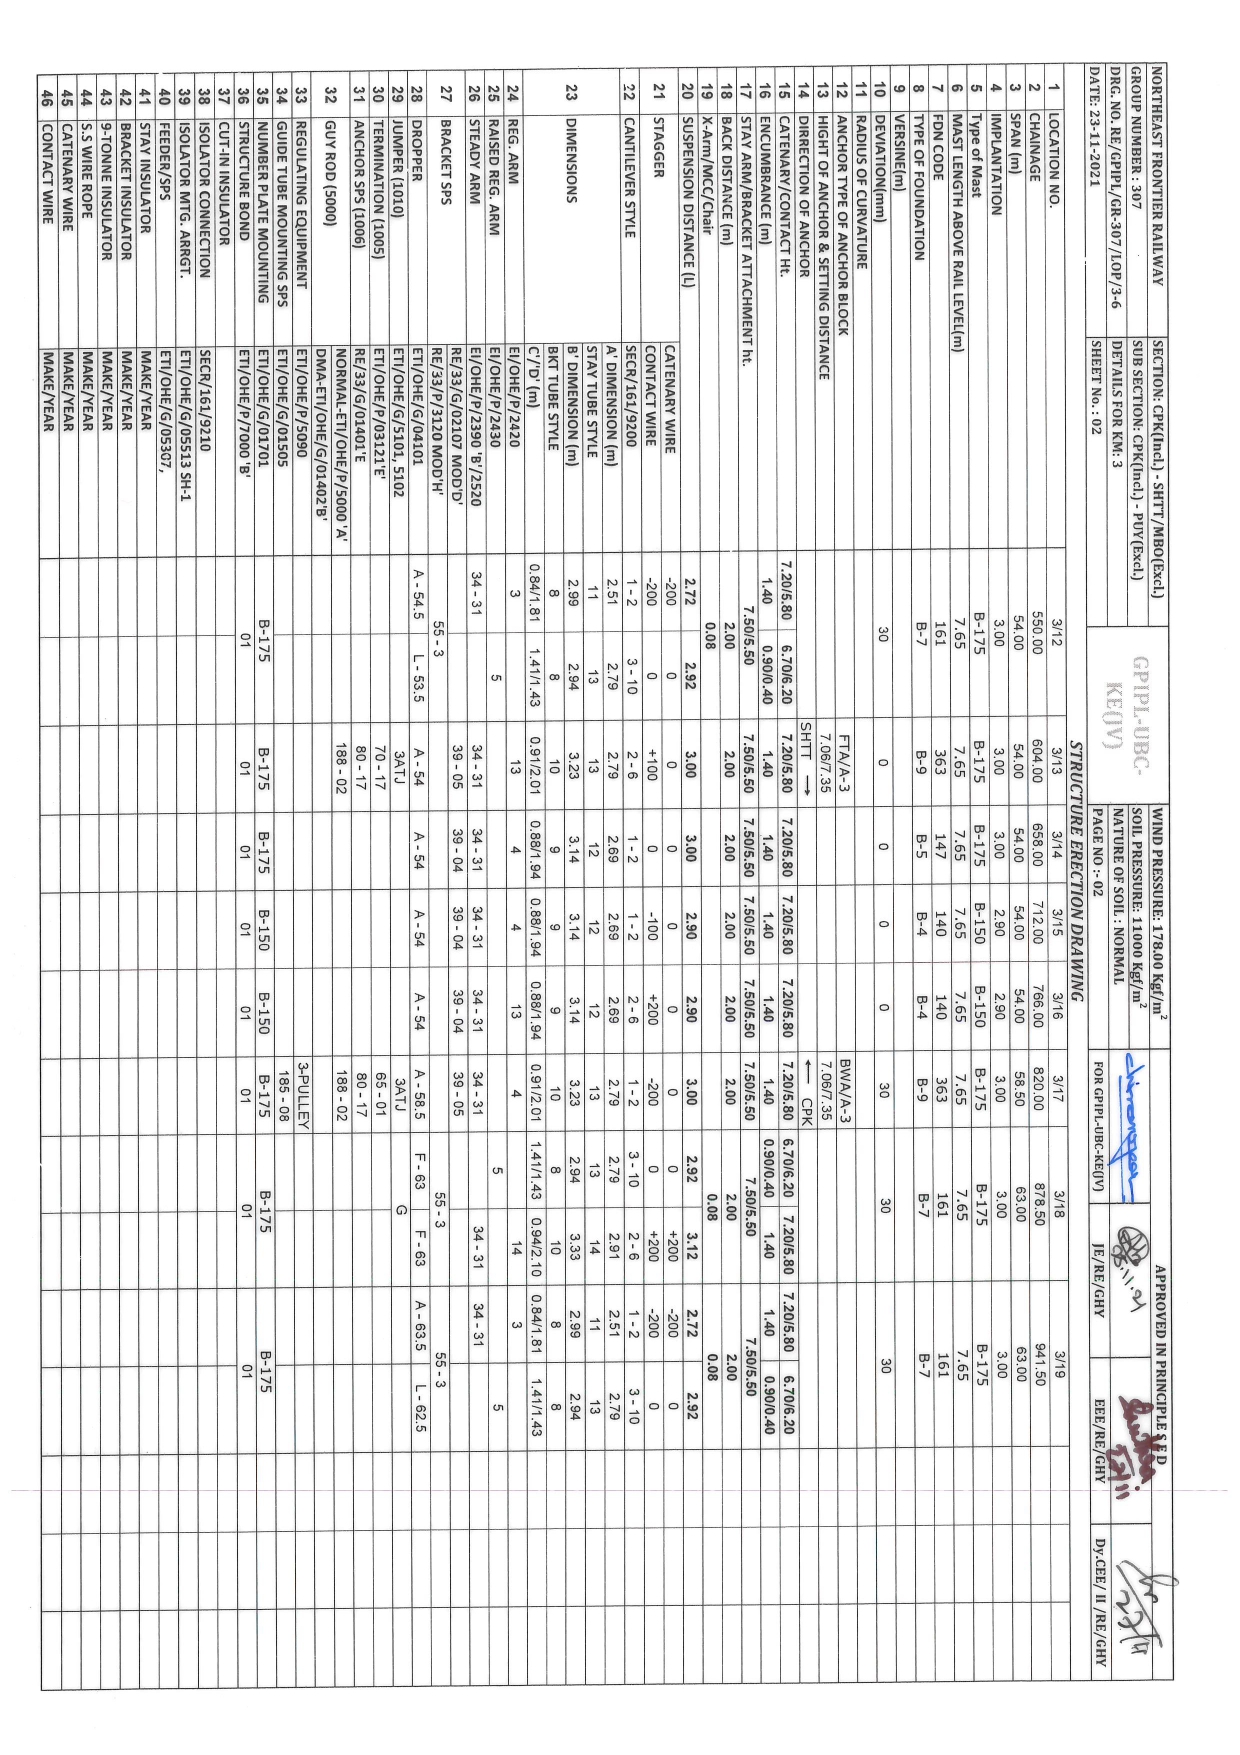 NORTHEAST FRONTIER RAILWAY SECTION: CPK(Incl.) - SHTT/MBO(Excl.) GPIPL-UBC-KE(JV) WIND PRESSURE: 178.00 Kgf/m² APPROVED IN PRINCIPLE S E D
GROUP NUMBER : 307 SUB SECTION: CPK(Incl.) - PUY(Excl.) SOIL PRESSURE: 11000 Kgf/m²
DRG. NO. RE/GPIPL/GR-307/LOP/3-6 DETAILS FOR KM: 3 NATURE OF SOIL : NORMAL
DATE: 23-11-2021 SHEET No. : 02 PAGE NO :- 02 FOR GPIPL-UBC-KE(JV) JE/RE/GHY EEE/RE/GHY Dy.CEE/ II /RE/GHY
STRUCTURE ERECTION DRAWING
1 LOCATION NO. 3/12 3/13 3/14 3/15 3/16 3/17 3/18 3/19
2 CHAINAGE 550.00 604.00 658.00 712.00 766.00 820.00 878.50 941.50
3 SPAN (m) 54.00 54.00 54.00 54.00 54.00 58.50 63.00 63.00
4 IMPLANTATION 3.00 3.00 3.00 2.90 2.90 3.00 3.00 3.00
5 Type of Mast B-175 B-175 B-175 B-150 B-150 B-175 B-175 B-175
6 MAST LENGTH ABOVE RAIL LEVEL(m) 7.65 7.65 7.65 7.65 7.65 7.65 7.65 7.65
7 FDN CODE 161 363 147 140 140 363 161 161
8 TYPE OF FOUNDATION B-7 B-9 B-5 B-4 B-4 B-9 B-7 B-7
9 VERSINE(m)
10 DEVIATION(mm) 30 0 0 0 0 30 30 30
11 RADIUS OF CURVATURE
12 ANCHOR TYPE OF ANCHOR BLOCK FTA/A-3 BWA/A-3
13 HIGHT OF ANCHOR & SETTING DISTANCE 7.06/7.35 7.06/7.35
14 DIRECTION OF ANCHOR SHTT → ← CPK
15 CATENARY/CONTACT Ht. 7.20/5.80 6.70/6.20 7.20/5.80 7.20/5.80 7.20/5.80 7.20/5.80 7.20/5.80 6.70/6.20 7.20/5.80 7.20/5.80 6.70/6.20
16 ENCUMBRANCE (m) 1.40 0.90/0.40 1.40 1.40 1.40 1.40 1.40 0.90/0.40 1.40 1.40 0.90/0.40
17 STAY ARM/BRACKET ATTACHMENT ht. 7.50/5.50 7.50/5.50 7.50/5.50 7.50/5.50 7.50/5.50 7.50/5.50 7.50/5.50 7.50/5.50
18 BACK DISTANCE (m) 2.00 2.00 2.00 2.00 2.00 2.00 2.00 2.00
19 X-Arm/MCC/Chair 0.08 0.08 0.08
20 SUSPENSION DISTANCE (L) 2.72 2.92 3.00 3.00 2.90 2.90 3.00 2.92 3.12 2.72 2.92
21 STAGGER CATENARY WIRE -200 0 0 0 0 0 0 0 +200 -200 0
CONTACT WIRE -200 0 +100 0 -100 +200 -200 0 +200 -200 0
22 CANTILEVER STYLE SECR/161/9200 1 - 2 3 - 10 2 - 6 1 - 2 1 - 2 2 - 6 1 - 2 3 - 10 2 - 6 1 - 2 3 - 10
23 DIMENSIONS A' DIMENSION (m) 2.51 2.79 2.79 2.69 2.69 2.69 2.79 2.79 2.91 2.51 2.79
STAY TUBE STYLE 11 13 13 12 12 12 13 13 14 11 13
B' DIMENSION (m) 2.99 2.94 3.23 3.14 3.14 3.14 3.23 2.94 3.33 2.99 2.94
BKT TUBE STYLE 8 8 10 9 9 9 10 8 10 8 8
C'/'D' (m) 0.84/1.81 1.41/1.43 0.91/2.01 0.88/1.94 0.88/1.94 0.88/1.94 0.91/2.01 1.41/1.43 0.94/2.10 0.84/1.81 1.41/1.43
24 REG. ARM EI/OHE/P/2420 3 13 4 4 13 4 14 3
25 RAISED REG. ARM EI/OHE/P/2430 5 5 5
26 STEADY ARM EI/OHE/P/2390 'B'/2520 34 - 31 34 - 31 34 - 31 34 - 31 34 - 31 34 - 31 34 - 31 34 - 31
27 BRACKET SPS RE/33/G/02107 MOD'D' 39 - 05 39 - 04 39 - 04 39 - 04 39 - 05
RE/33/P/3120 MOD'H' 55 - 3 55 - 3 55 - 3
28 DROPPER ETI/OHE/G/04101 A - 54.5 L - 53.5 A - 54 A - 54 A - 54 A - 54 A - 58.5 F - 63 F - 63 A - 63.5 L - 62.5
29 JUMPER (1010) ETI/OHE/G/5101, 5102 3ATJ 3ATJ G
30 TERMINATION (1005) ETI/OHE/P/03121'E' 70 - 17 65 - 01
31 ANCHOR SPS (1006) RE/33/G/01401'E 80 - 17 80 - 17
32 GUY ROD (5000) NORMAL-ETI/OHE/P/5000 'A' 188 - 02 188 - 02
DMA-ETI/OHE/G/01402'B'
33 REGULATING EQUIPMENT ETI/OHE/P/5090 3-PULLEY
34 GUIDE TUBE MOUNTING SPS ETI/OHE/G/01505 185 - 08
35 NUMBER PLATE MOUNTING ETI/OHE/G/01701 B-175 B-175 B-175 B-150 B-150 B-175 B-175 B-175
36 STRUCTURE BOND ETI/OHE/P/7000 'B' 01 01 01 01 01 01 01 01
37 CUT-IN INSULATOR
38 ISOLATOR CONNECTION SECR/161/9210
39 ISOLATOR MTG. ARRGT. ETI/OHE/G/05513 SH-1
40 FEEDER/SPS ETI/OHE/G/05307,
41 STAY INSULATOR MAKE/YEAR
42 BRACKET INSULATOR MAKE/YEAR
43 9-TONNE INSULATOR MAKE/YEAR
44 S.S WIRE ROPE MAKE/YEAR
45 CATENARY WIRE MAKE/YEAR
46 CONTACT WIRE MAKE/YEAR